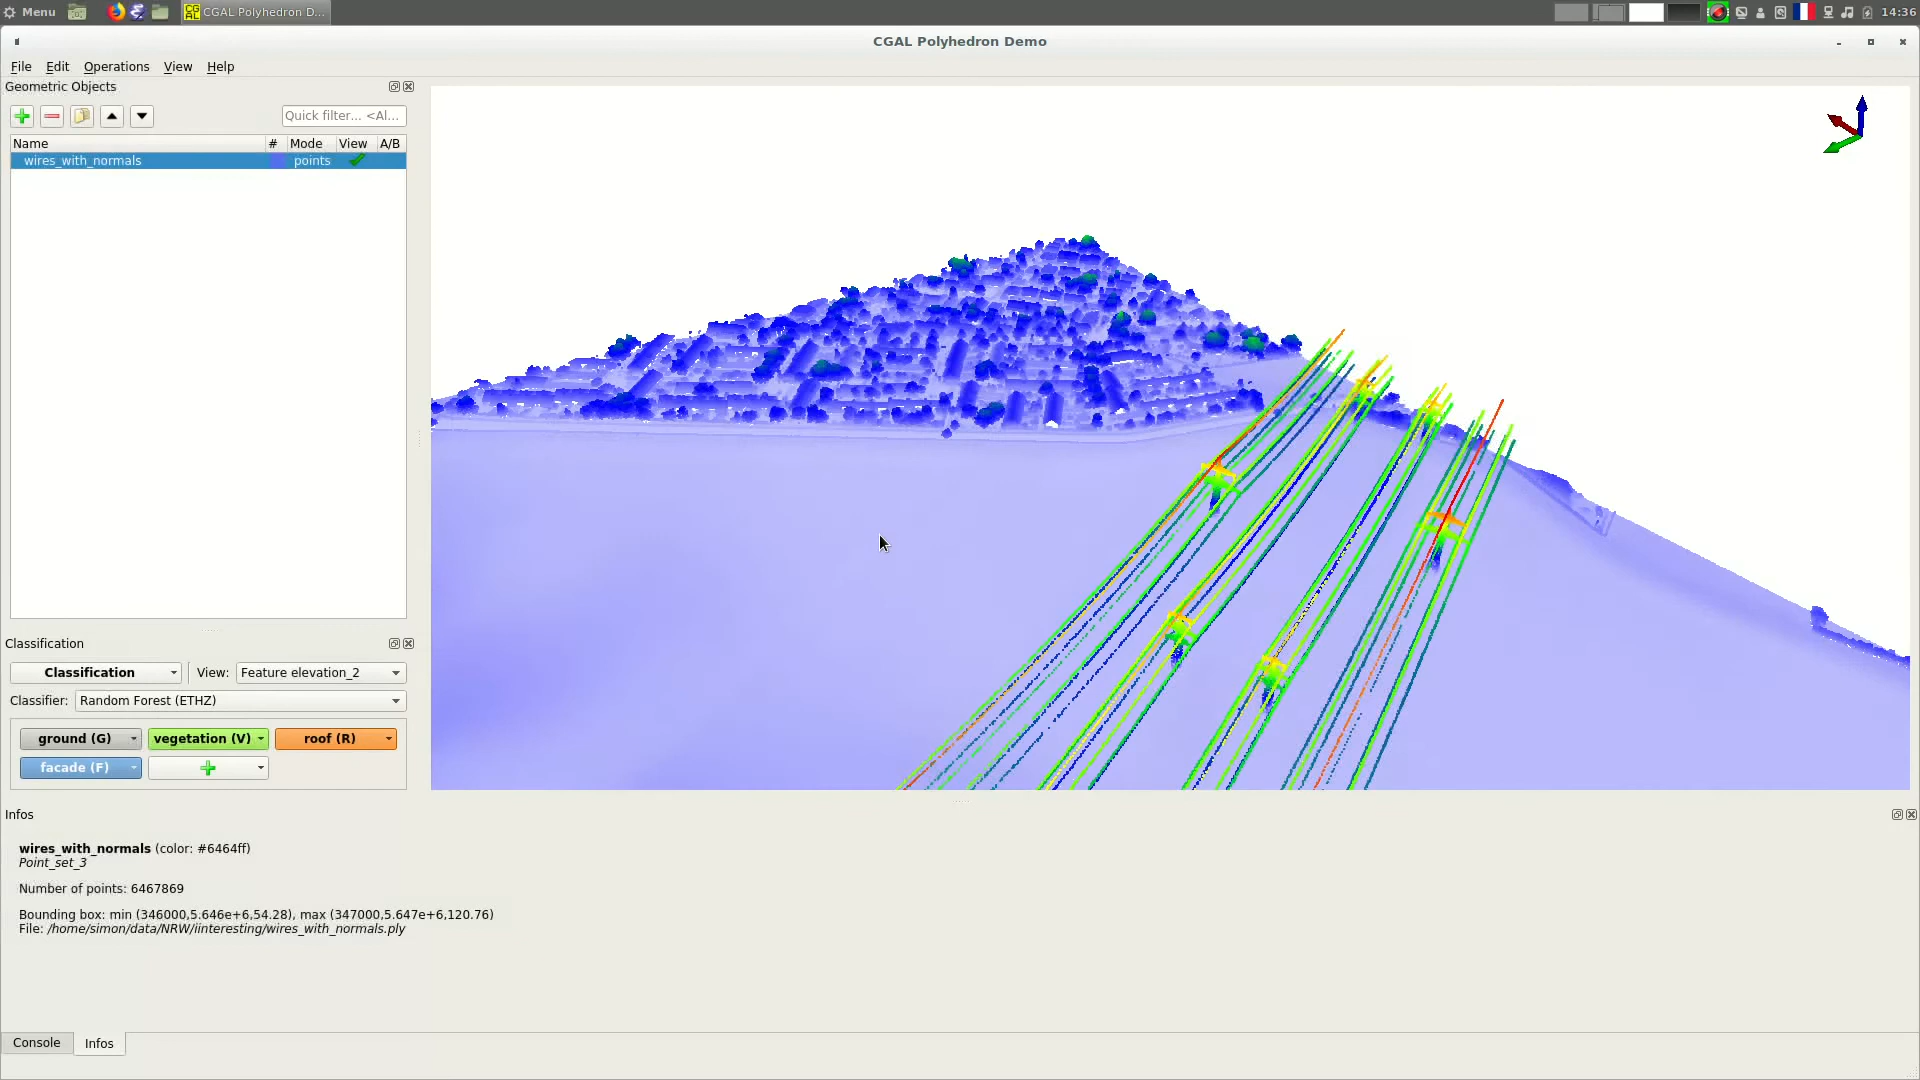 Menu
CGAL Polyhedron D...
14:36
CGAL Polyhedron Demo
File Edit Operations View Help
Geometric Objects
Quick filter... <Al...
Name # Mode View A/B
wires_with_normals points
Classification
Classification View: Feature elevation_2
Classifier: Random Forest (ETHZ)
ground (G) vegetation (V) roof (R)
facade (F)
Infos
wires_with_normals (color: #6464ff)
Point_set_3
Number of points: 6467869
Bounding box: min (346000,5.646e+6,54.28), max (347000,5.647e+6,120.76)
File: /home/simon/data/NRW/iinteresting/wires_with_normals.ply
Console Infos